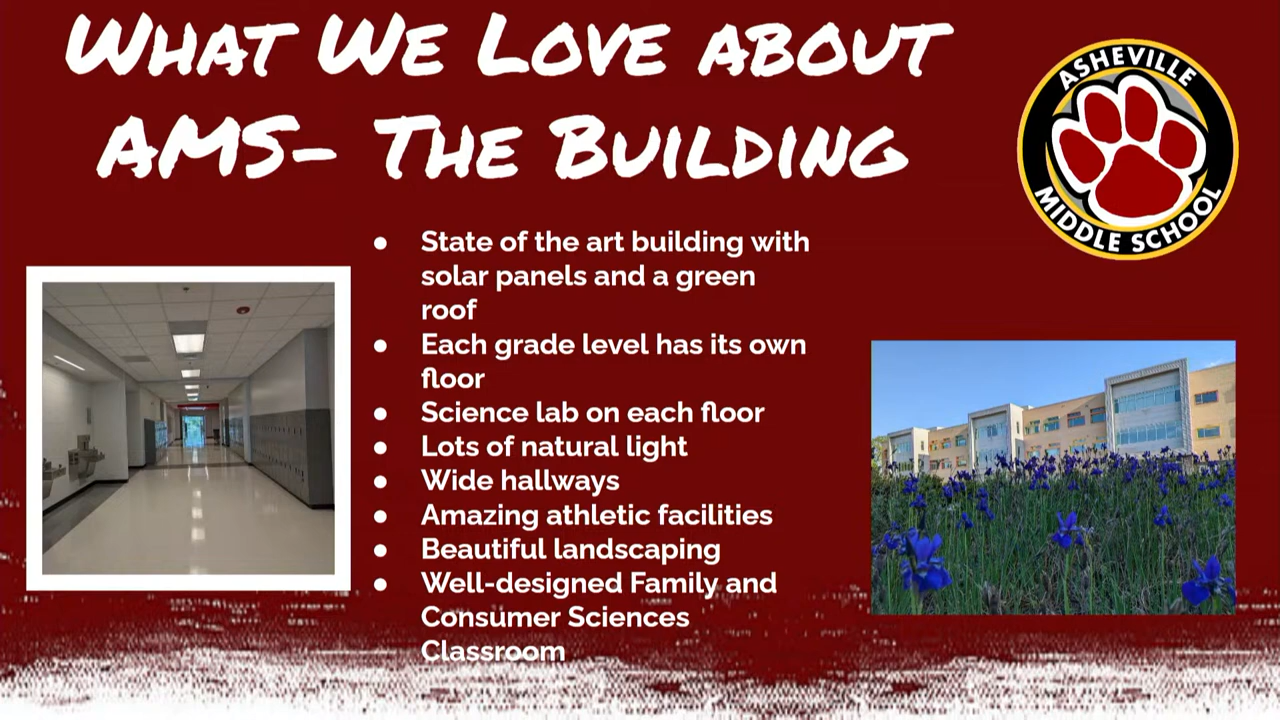 What We Love about
AMS- The Building
ASHEVILLE
MIDDLE SCHOOL
● State of the art building with
solar panels and a green
roof
● Each grade level has its own
floor
● Science lab on each floor
● Lots of natural light
● Wide hallways
● Amazing athletic facilities
● Beautiful landscaping
● Well-designed Family and
Consumer Sciences
Classroom